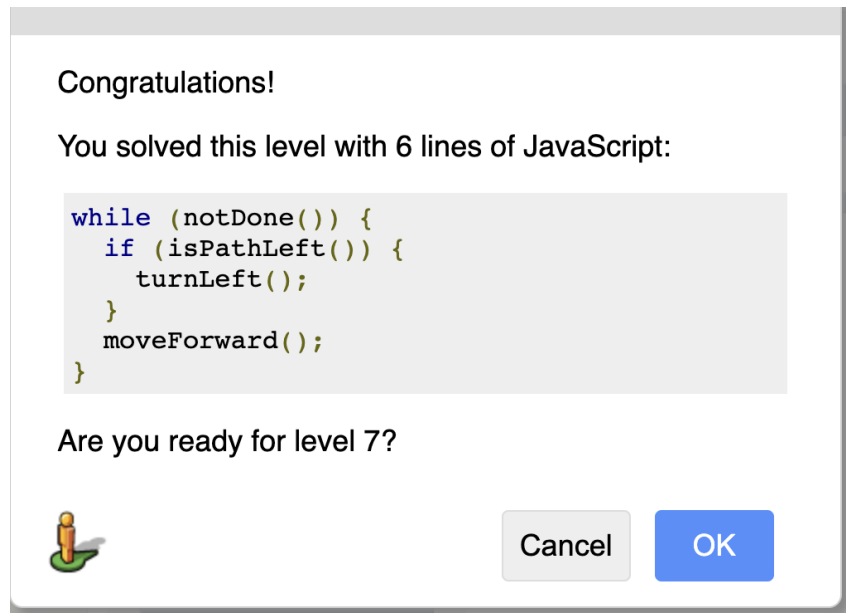 Congratulations!
You solved this level with 6 lines of JavaScript:
while (notDone()) {
  if (isPathLeft()) {
    turnLeft();
  }
  moveForward();
}
Are you ready for level 7?
Cancel
OK